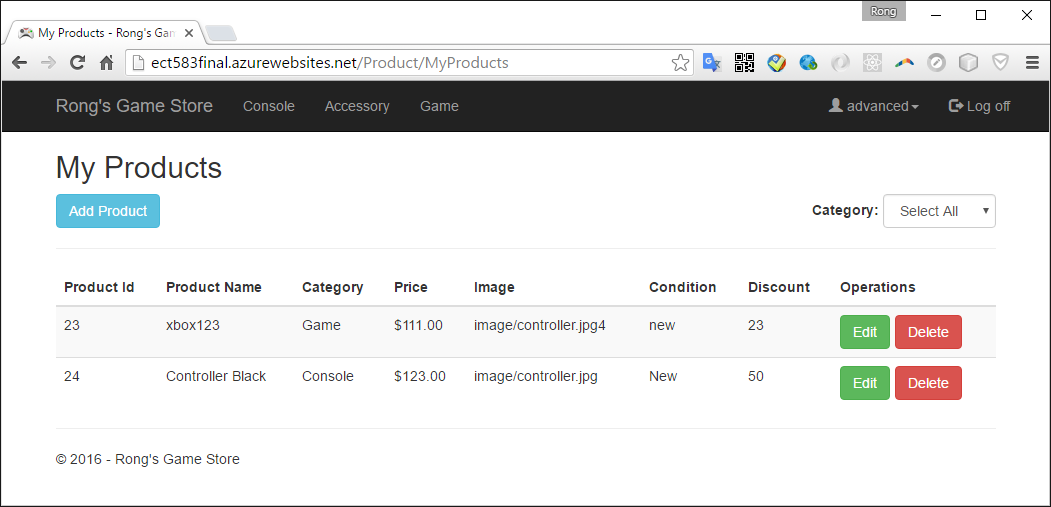 Rong
My Products - Rong's Gam
ect583final.azurewebsites.net/Product/MyProducts
Rong's Game Store Console Accessory Game advanced Log off
My Products
Add Product Category: Select All
Product Id Product Name Category Price Image Condition Discount Operations
23 xbox123 Game $111.00 image/controller.jpg4 new 23 Edit Delete
24 Controller Black Console $123.00 image/controller.jpg New 50 Edit Delete
© 2016 - Rong's Game Store